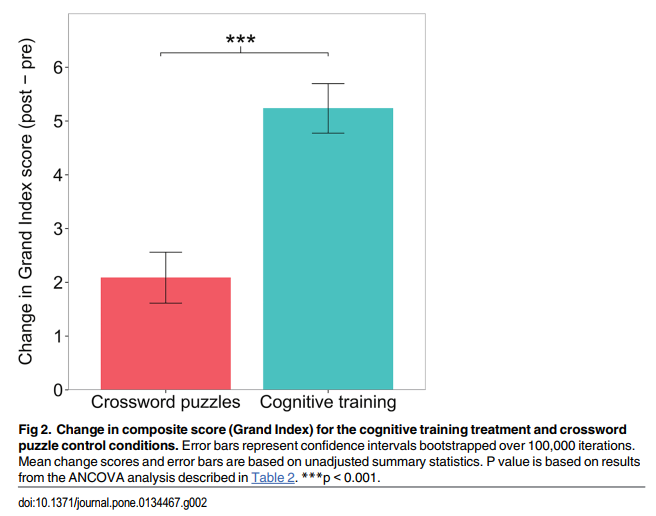 Change in Grand Index score (post − pre)
6
5
4
3
2
1
0
***
Crossword puzzles
Cognitive training
Fig 2. Change in composite score (Grand Index) for the cognitive training treatment and crossword
puzzle control conditions. Error bars represent confidence intervals bootstrapped over 100,000 iterations.
Mean change scores and error bars are based on unadjusted summary statistics. P value is based on results
from the ANCOVA analysis described in Table 2. ***p < 0.001.
doi:10.1371/journal.pone.0134467.g002